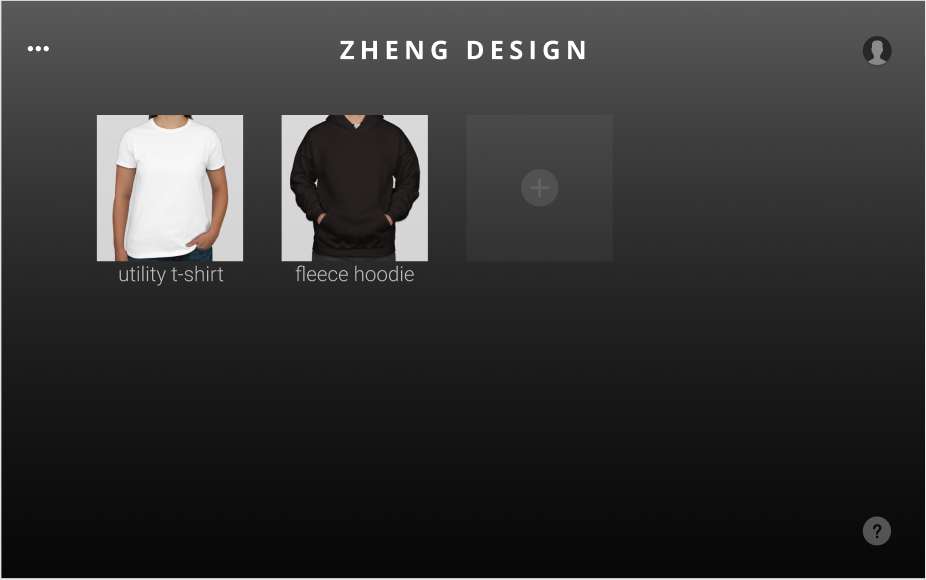 ZHENG DESIGN
utility t-shirt
fleece hoodie
?